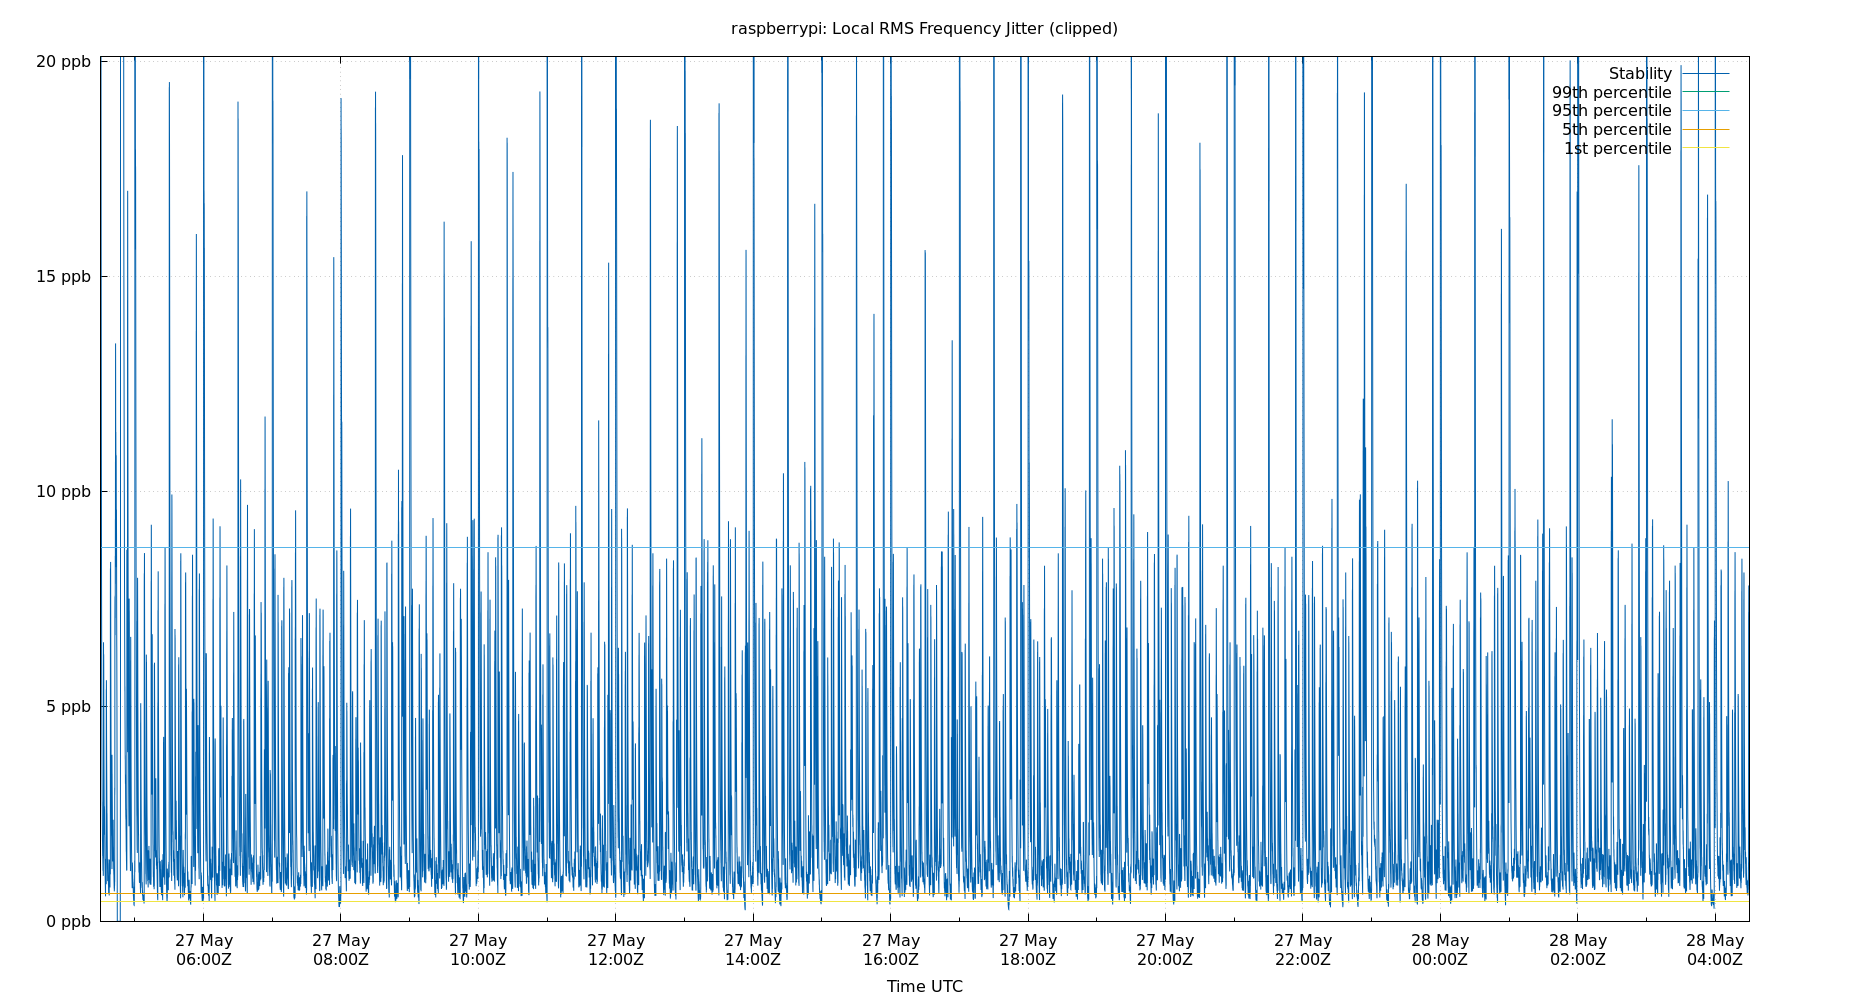 raspberrypi: Local RMS Frequency Jitter (clipped)
20 ppb
15 ppb
10 ppb
5 ppb
0 ppb
Stability
99th percentile
95th percentile
5th percentile
1st percentile
27 May 27 May 27 May 27 May 27 May 27 May 27 May 27 May 27 May 28 May 28 May 28 May
06:00Z 08:00Z 10:00Z 12:00Z 14:00Z 16:00Z 18:00Z 20:00Z 22:00Z 00:00Z 02:00Z 04:00Z
Time UTC